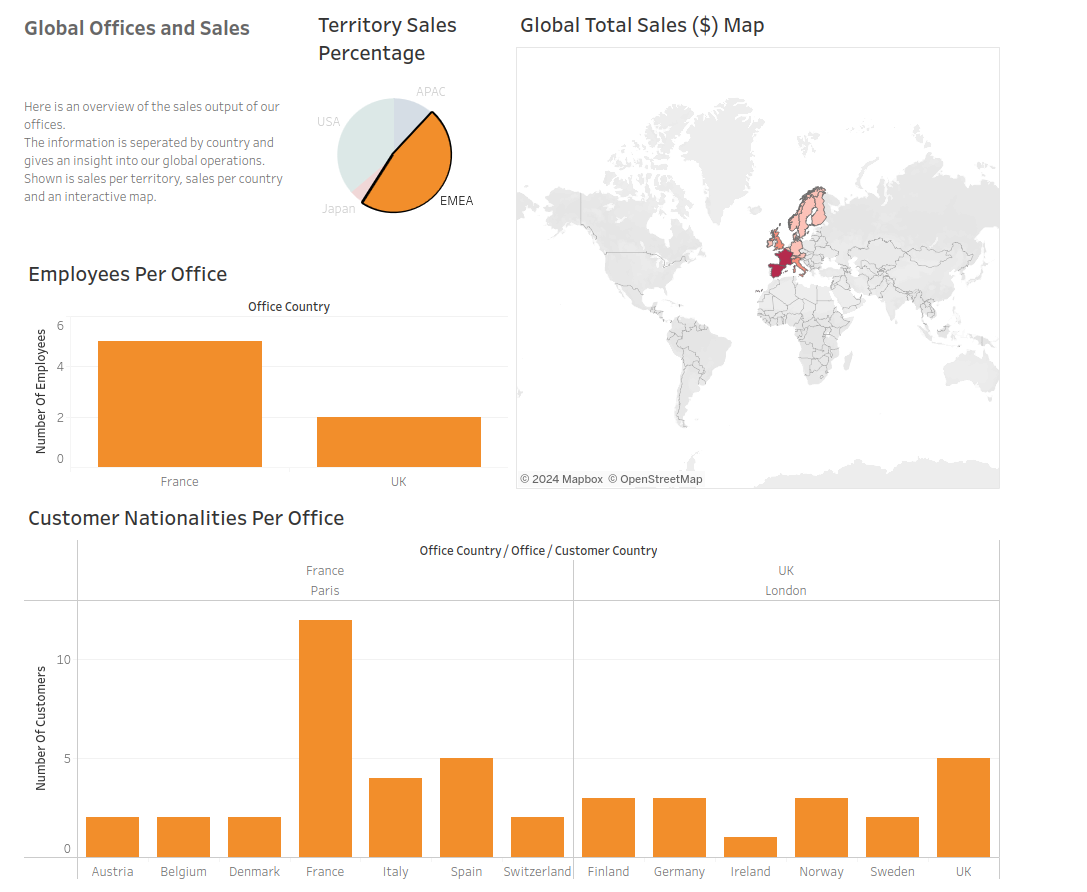 Global Offices and Sales
Here is an overview of the sales output of our
offices.
The information is seperated by country and
gives an insight into our global operations.
Shown is sales per territory, sales per country
and an interactive map.
Territory Sales
Percentage
APAC
USA
EMEA
Japan
Global Total Sales ($) Map
© 2024 Mapbox © OpenStreetMap
Employees Per Office
Office Country
Number Of Employees
6
4
2
0
France
UK
Customer Nationalities Per Office
Office Country / Office / Customer Country
France
UK
Paris
London
Number Of Customers
10
5
0
Austria
Belgium
Denmark
France
Italy
Spain
Switzerland
Finland
Germany
Ireland
Norway
Sweden
UK